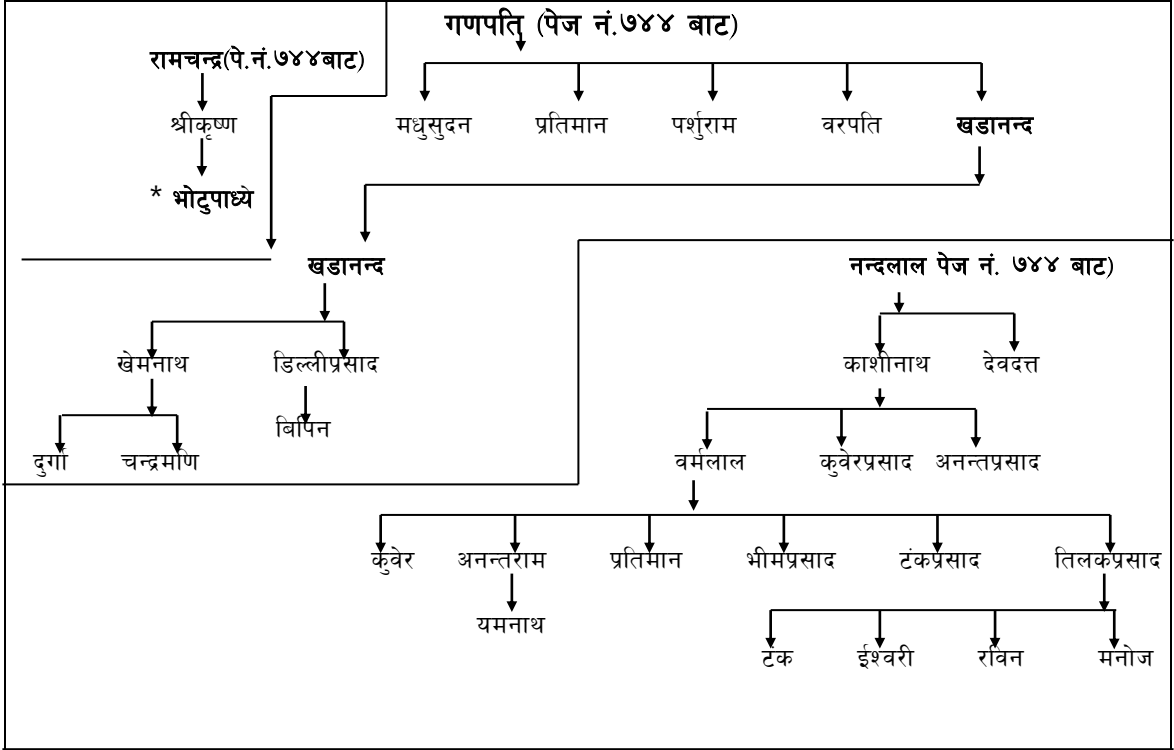 गणपति (पेज नं.७४४ बाट)
रामचन्द्र(पे.नं.७४४बाट)
श्रीकृष्ण मधुसुदन प्रतिमान पर्शुराम वरपति खडानन्द
* भोटुपाध्ये
खडानन्द नन्दलाल पेज नं. ७४४ बाट)
खेमनाथ डिल्लीप्रसाद काशीनाथ देवदत्त
बिपिन
दुर्गा चन्द्रमणि वर्मलाल कुवेरप्रसाद अनन्तप्रसाद
कुवेर अनन्तराम प्रतिमान भीमप्रसाद टंकप्रसाद तिलकप्रसाद
यमनाथ
टंक ईश्वरी रविन मनोज